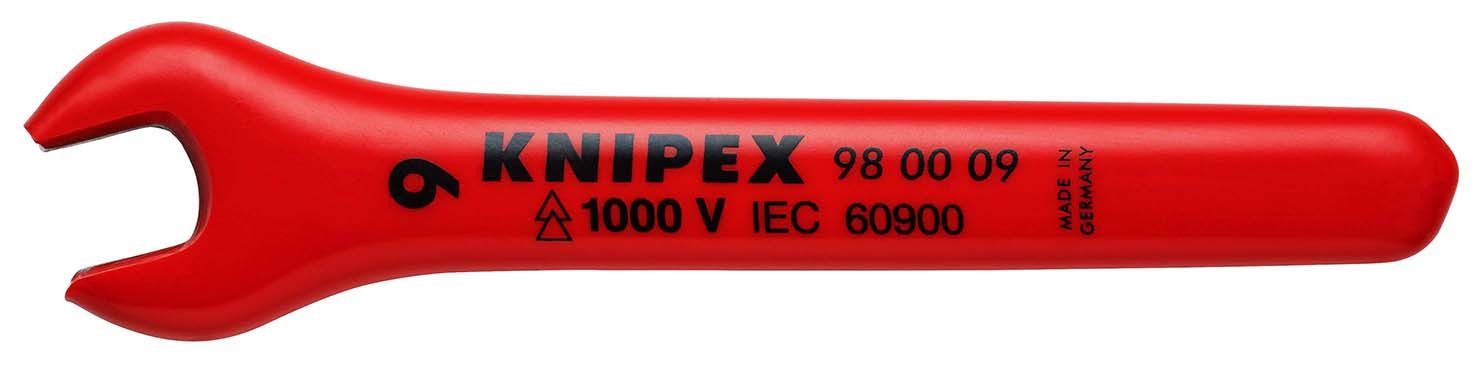 9
KNIPEX 98 00 09
1000 V IEC 60900
MADE IN
GERMANY